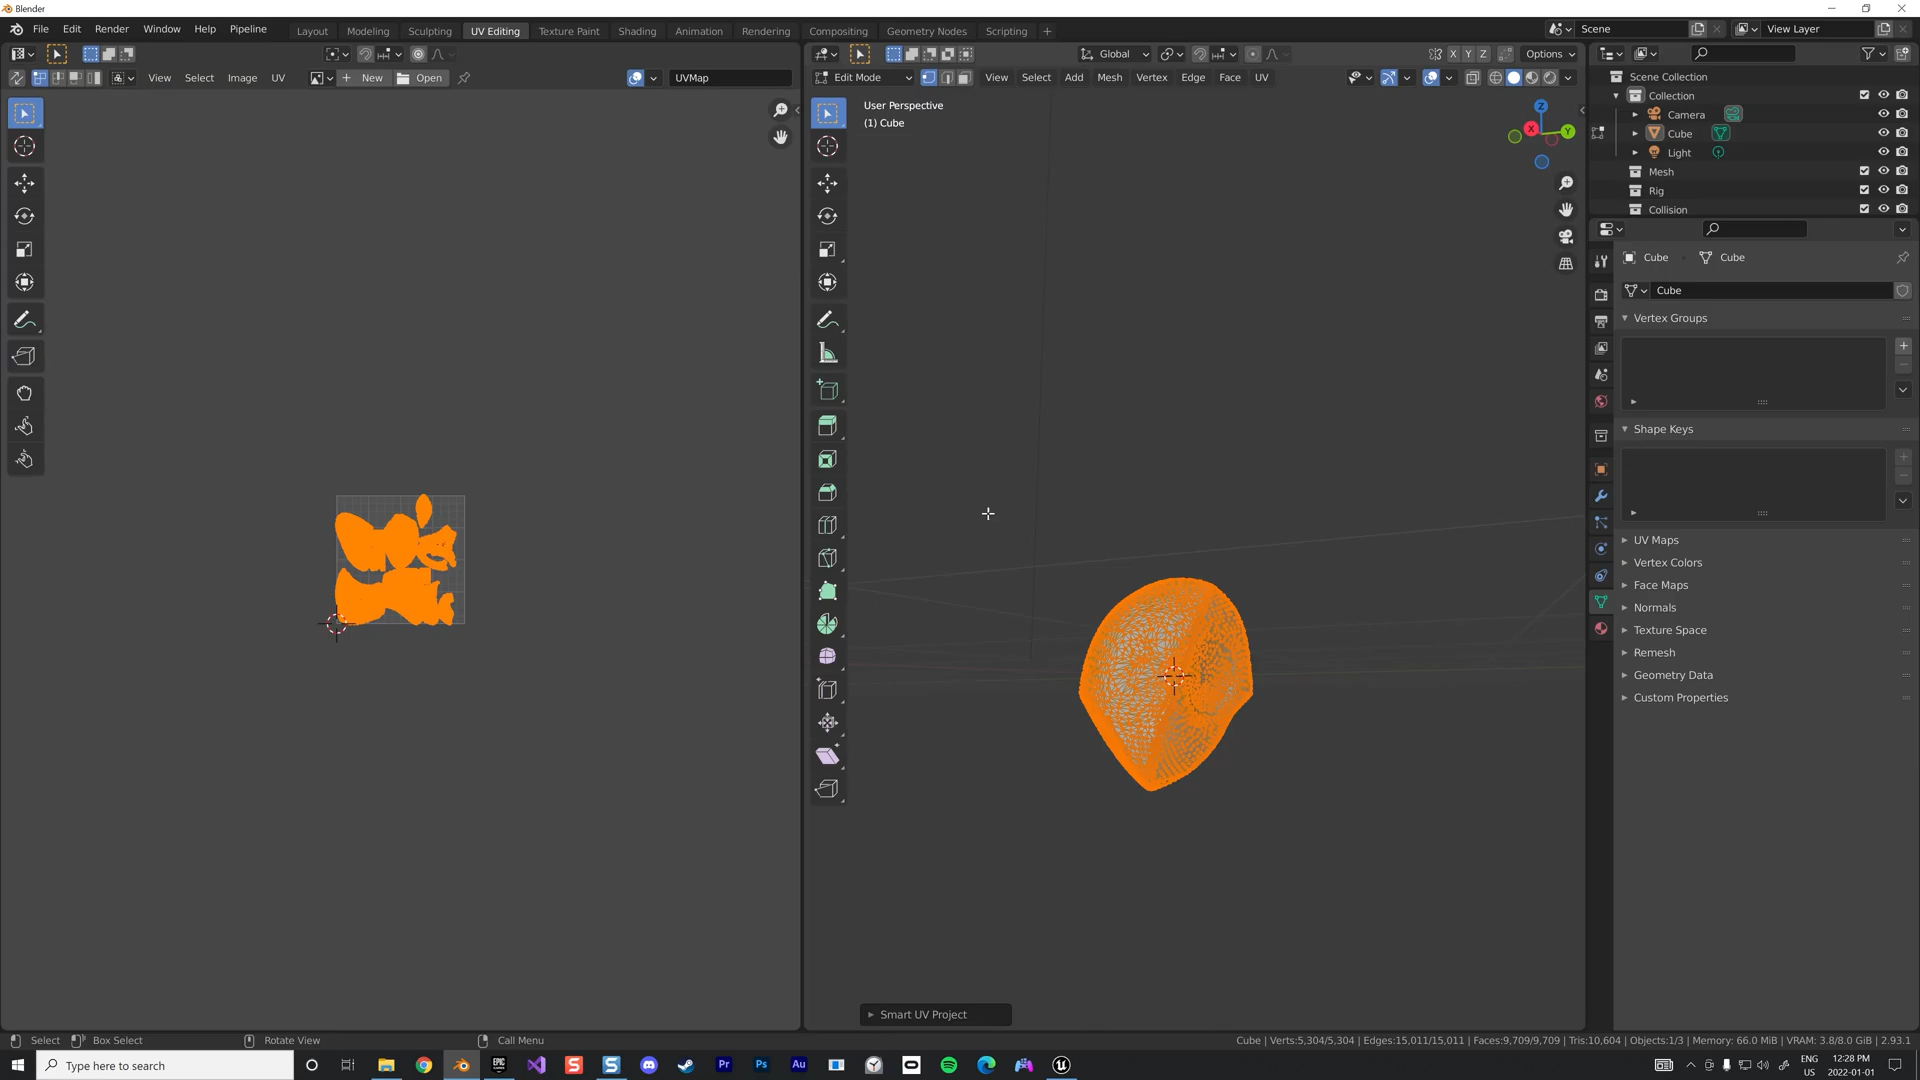 Blender
File Edit Render Window Help Pipeline Layout Modeling Sculpting UV Editing Texture Paint Shading Animation Rendering Compositing Geometry Nodes Scripting + Scene View Layer
Global X Y Z Options
View Select Image UV New Open UVMap Edit Mode View Select Add Mesh Vertex Edge Face UV
Scene Collection
Collection
Camera
Cube
Light
Mesh
Rig
Collision
User Perspective
(1) Cube
Z
X
Y
Cube Cube
Cube
Vertex Groups
Shape Keys
UV Maps
Vertex Colors
Face Maps
Normals
Texture Space
Remesh
Geometry Data
Custom Properties
Smart UV Project
Select Box Select Rotate View Call Menu Cube | Verts:5,304/5,304 | Edges:15,011/15,011 | Faces:9,709/9,709 | Tris:10,604 | Objects:1/3 | Memory: 66.0 MiB | VRAM: 3.8/8.0 GiB | 2.93.1
Type here to search
Pr Ps Au
ENG
US
12:28 PM
2022-01-01